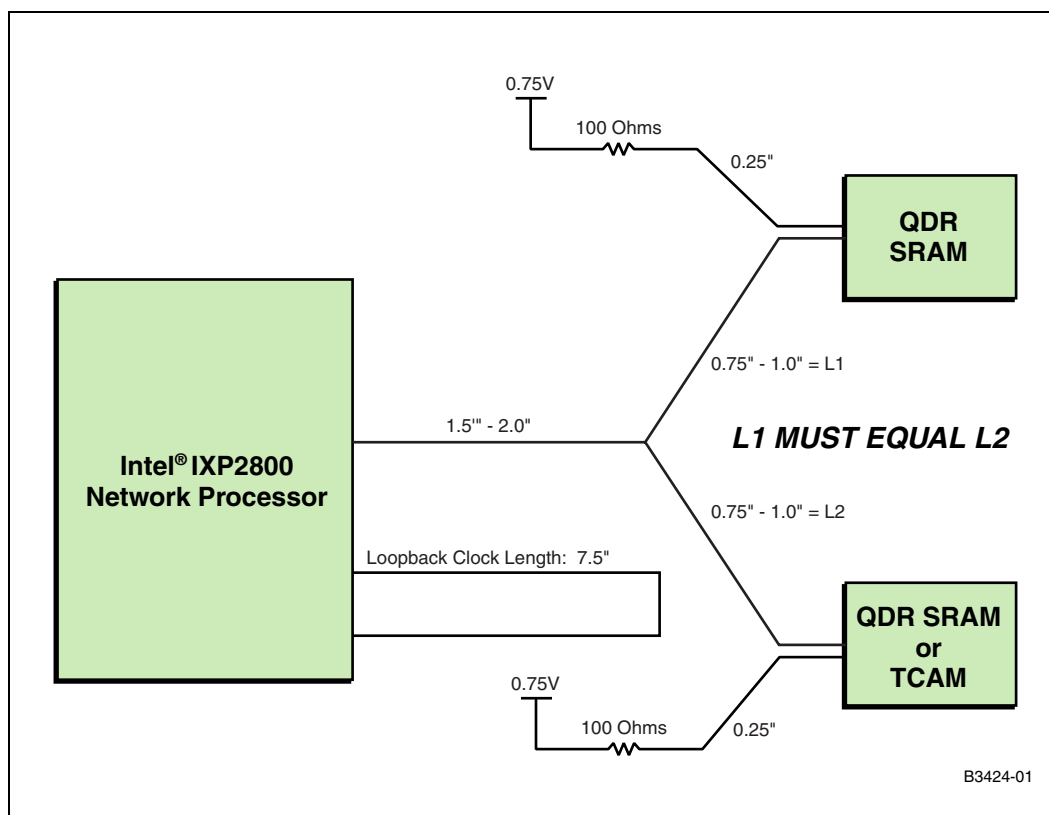 0.75V
100 Ohms
0.25"
QDR
SRAM
0.75" - 1.0" = L1
1.5'" - 2.0"
L1 MUST EQUAL L2
Intel® IXP2800
Network Processor
0.75" - 1.0" = L2
Loopback Clock Length: 7.5"
QDR SRAM
or
TCAM
0.75V
100 Ohms
0.25"
B3424-01